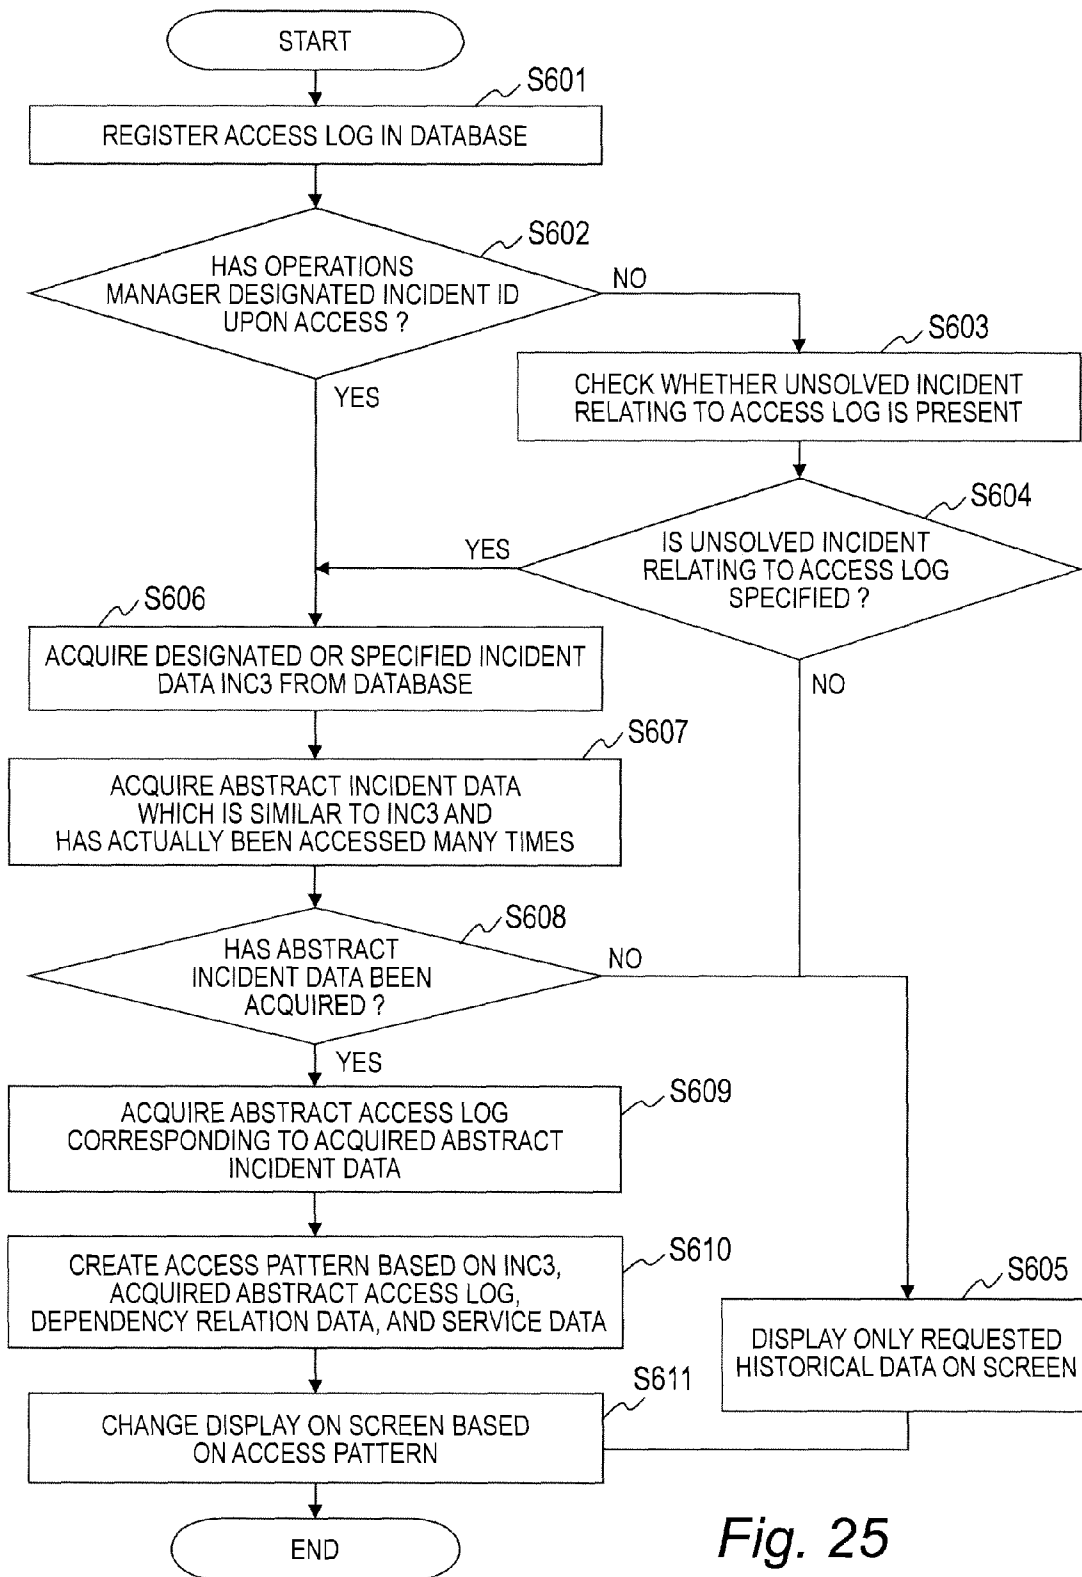 START
S601
REGISTER ACCESS LOG IN DATABASE
S602
HAS OPERATIONS
MANAGER DESIGNATED INCIDENT ID
UPON ACCESS ?
NO
YES
S603
CHECK WHETHER UNSOLVED INCIDENT
RELATING TO ACCESS LOG IS PRESENT
S604
IS UNSOLVED INCIDENT
RELATING TO ACCESS LOG
SPECIFIED ?
YES
NO
S606
ACQUIRE DESIGNATED OR SPECIFIED INCIDENT
DATA INC3 FROM DATABASE
S607
ACQUIRE ABSTRACT INCIDENT DATA
WHICH IS SIMILAR TO INC3 AND
HAS ACTUALLY BEEN ACCESSED MANY TIMES
S608
HAS ABSTRACT
INCIDENT DATA BEEN
ACQUIRED ?
NO
YES
S609
ACQUIRE ABSTRACT ACCESS LOG
CORRESPONDING TO ACQUIRED ABSTRACT
INCIDENT DATA
S610
CREATE ACCESS PATTERN BASED ON INC3,
ACQUIRED ABSTRACT ACCESS LOG,
DEPENDENCY RELATION DATA, AND SERVICE DATA
S605
DISPLAY ONLY REQUESTED
HISTORICAL DATA ON SCREEN
S611
CHANGE DISPLAY ON SCREEN BASED
ON ACCESS PATTERN
END
Fig. 25